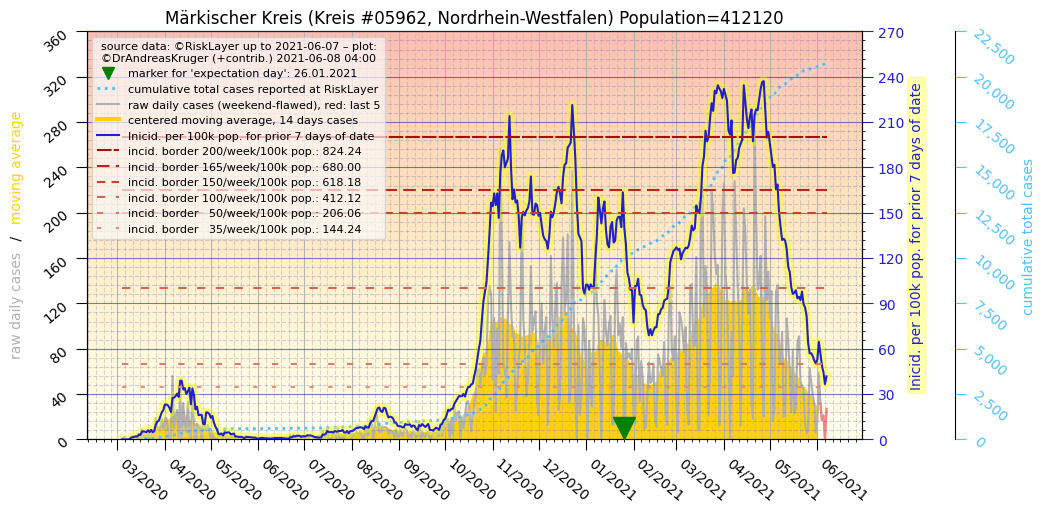 Märkischer Kreis (Kreis #05962, Nordrhein-Westfalen) Population=412120
source data: ©RiskLayer up to 2021-06-07 – plot:
©DrAndreasKruger (+contrib.) 2021-06-08 04:00
marker for 'expectation day': 26.01.2021
cumulative total cases reported at RiskLayer
raw daily cases (weekend-flawed), red: last 5
centered moving average, 14 days cases
Inicid. per 100k pop. for prior 7 days of date
incid. border 200/week/100k pop.: 824.24
incid. border 165/week/100k pop.: 680.00
incid. border 150/week/100k pop.: 618.18
incid. border 100/week/100k pop.: 412.12
incid. border   50/week/100k pop.: 206.06
incid. border   35/week/100k pop.: 144.24
raw daily cases / moving average
360
320
280
240
200
160
120
80
40
0
270
240
210
180
150
120
90
60
30
0
Inicid. per 100k pop. for prior 7 days of date
22,500
20,000
17,500
15,000
12,500
10,000
7,500
5,000
2,500
0
cumulative total cases
03/2020
04/2020
05/2020
06/2020
07/2020
08/2020
09/2020
10/2020
11/2020
12/2020
01/2021
02/2021
03/2021
04/2021
05/2021
06/2021